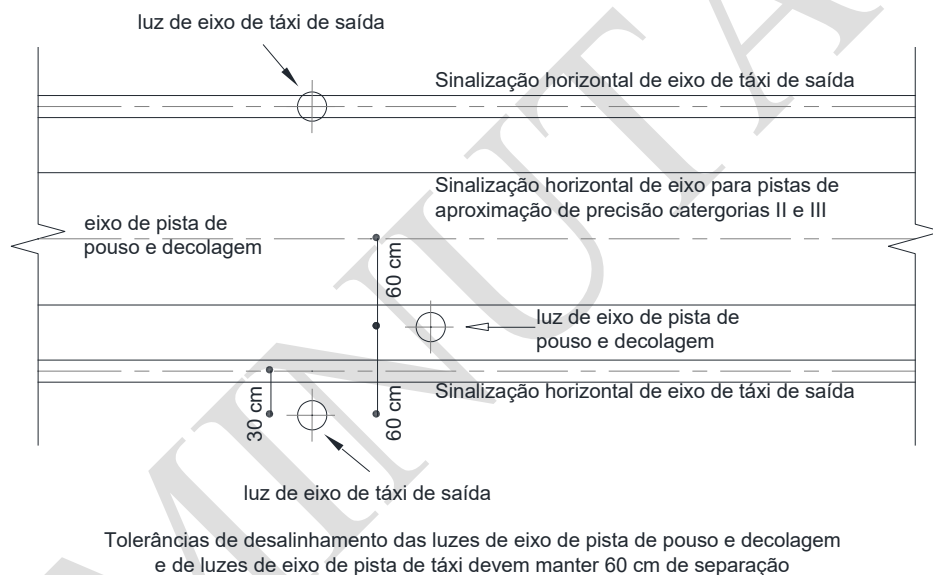 luz de eixo de táxi de saída
Sinalização horizontal de eixo de táxi de saída
Sinalização horizontal de eixo para pistas de
aproximação de precisão catergorias II e III
eixo de pista de
pouso e decolagem
60 cm
luz de eixo de pista de
pouso e decolagem
Sinalização horizontal de eixo de táxi de saída
30 cm
60 cm
luz de eixo de táxi de saída
Tolerâncias de desalinhamento das luzes de eixo de pista de pouso e decolagem
e de luzes de eixo de pista de táxi devem manter 60 cm de separação
MINUTA